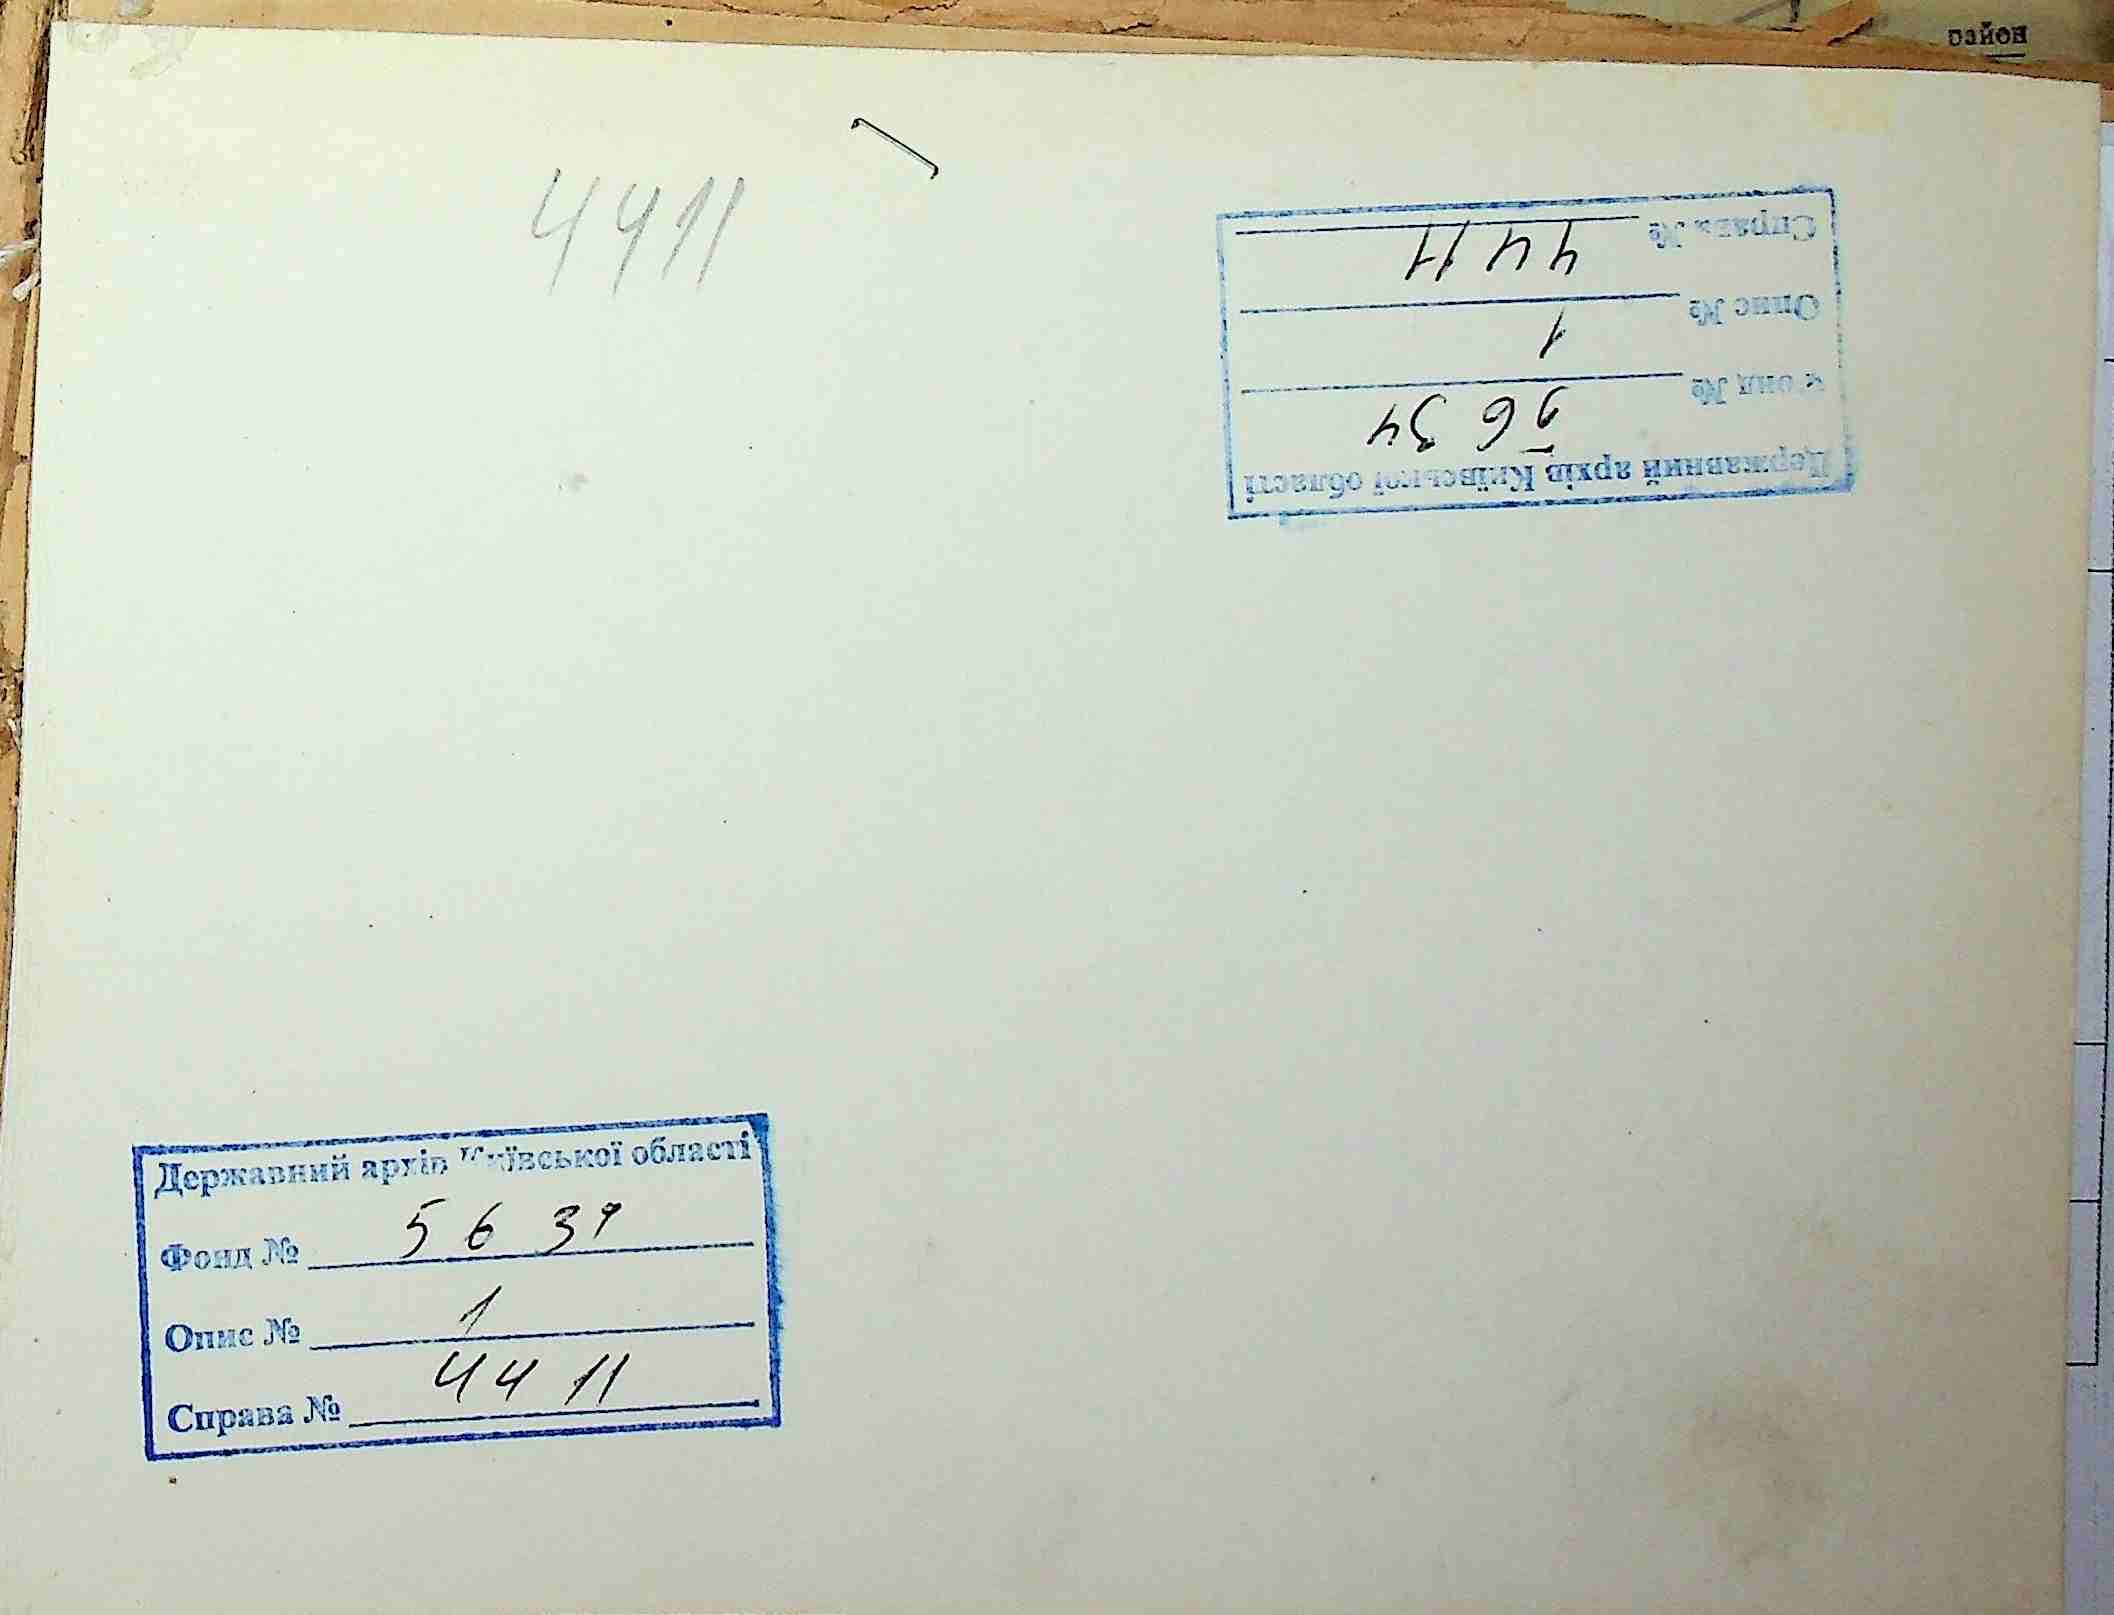 район
4411
Державний архів Київської області
Фонд № 5634
Опис № 1
Справа № 4411
Державний архів Київської області
Фонд № 5634
Опис № 1
Справа № 4411